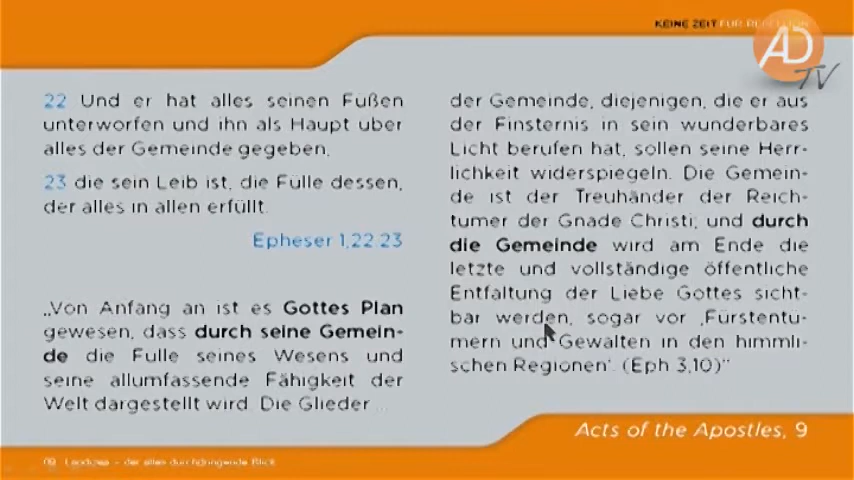 KEINE ZEIT FÜR REBELLION
AD
TV
22 Und er hat alles seinen Füßen
unterworfen und ihn als Haupt über
alles der Gemeinde gegeben,
23 die sein Leib ist, die Fülle dessen,
der alles in allen erfüllt.
Epheser 1,22.23
„Von Anfang an ist es Gottes Plan
gewesen, dass durch seine Gemein-
de die Fülle seines Wesens und
seine allumfassende Fähigkeit der
Welt dargestellt wird. Die Glieder ...
der Gemeinde, diejenigen, die er aus
der Finsternis in sein wunderbares
Licht berufen hat, sollen seine Herr-
lichkeit widerspiegeln. Die Gemein-
de ist der Treuhänder der Reich-
tümer der Gnade Christi; und durch
die Gemeinde wird am Ende die
letzte und vollständige öffentliche
Entfaltung der Liebe Gottes sicht-
bar werden, sogar vor ‚Fürstentü-
mern und Gewalten in den himmli-
schen Regionen‘. (Eph 3,10)“
Acts of the Apostles, 9
09 Laodizea – der alles durchdringende Blick